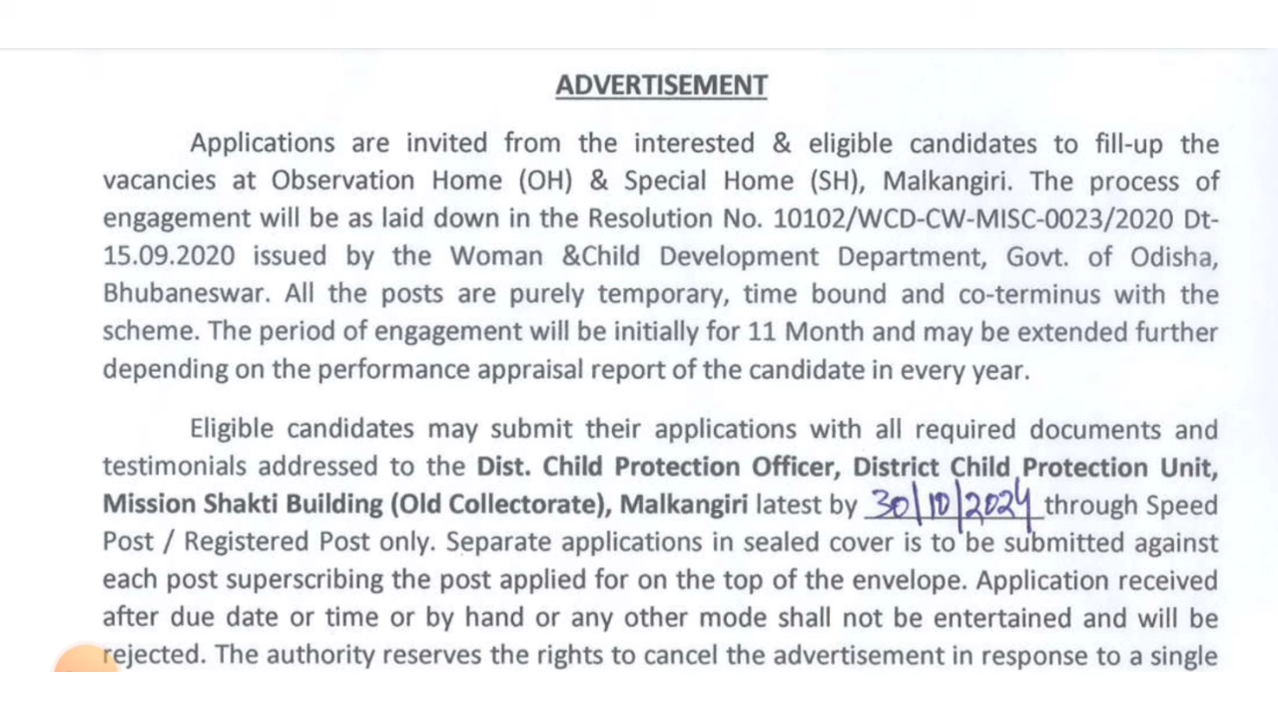 ADVERTISEMENT
Applications are invited from the interested & eligible candidates to fill-up the
vacancies at Observation Home (OH) & Special Home (SH), Malkangiri. The process of
engagement will be as laid down in the Resolution No. 10102/WCD-CW-MISC-0023/2020 Dt-
15.09.2020 issued by the Woman &Child Development Department, Govt. of Odisha,
Bhubaneswar. All the posts are purely temporary, time bound and co-terminus with the
scheme. The period of engagement will be initially for 11 Month and may be extended further
depending on the performance appraisal report of the candidate in every year.
Eligible candidates may submit their applications with all required documents and
testimonials addressed to the Dist. Child Protection Officer, District Child Protection Unit,
Mission Shakti Building (Old Collectorate), Malkangiri latest by 30/10/2024 through Speed
Post / Registered Post only. Separate applications in sealed cover is to be submitted against
each post superscribing the post applied for on the top of the envelope. Application received
after due date or time or by hand or any other mode shall not be entertained and will be
rejected. The authority reserves the rights to cancel the advertisement in response to a single